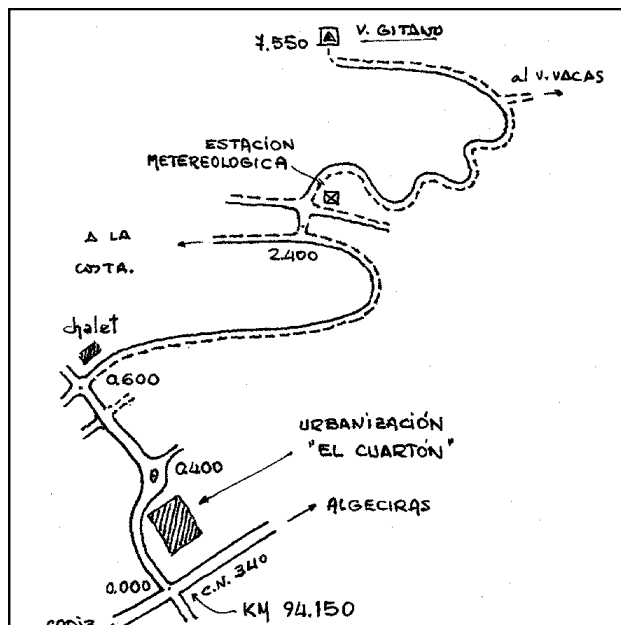 7.550 V. GITANO
al V. VACAS
ESTACION
METEREOLOGICA
A LA
COSTA.
2.400
chalet
0.600
URBANIZACIÓN
"EL CUARTÓN"
0.400
ALGECIRAS
0.000
C.N. 340
KM 94.150
CADIZ